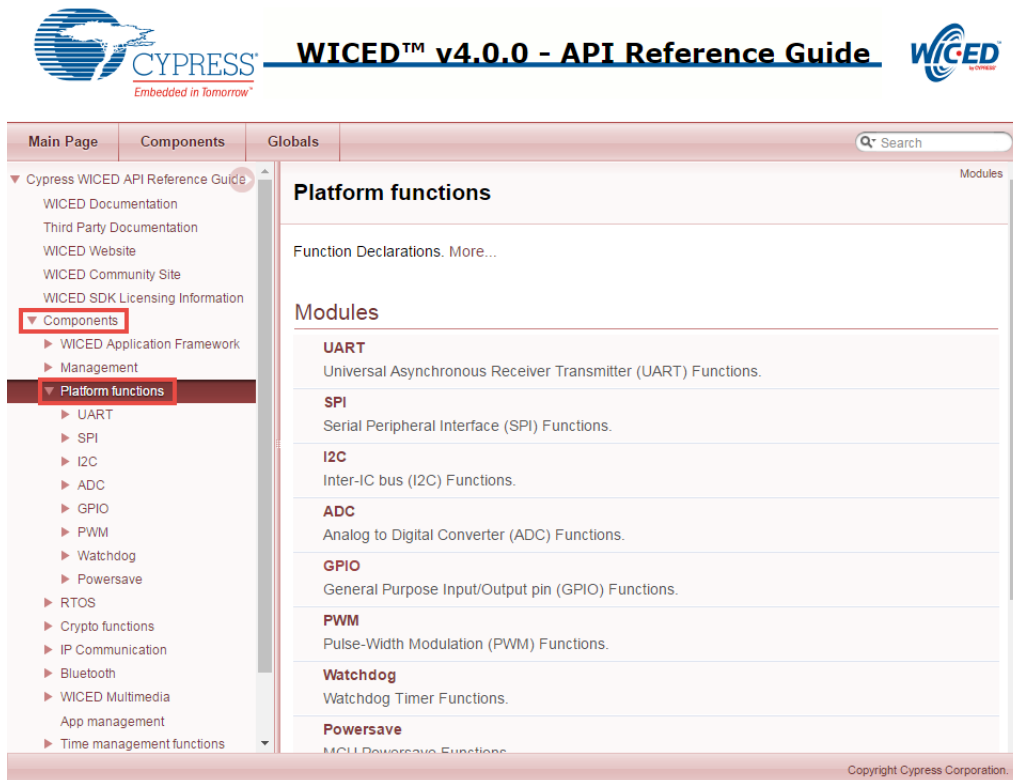 CYPRESS
Embedded in Tomorrow™
WICED™ v4.0.0 - API Reference Guide
WICED
by CYPRESS
Main Page
Components
Globals
Search
Cypress WICED API Reference Guide
WICED Documentation
Third Party Documentation
WICED Website
WICED Community Site
WICED SDK Licensing Information
Components
WICED Application Framework
Management
Platform functions
UART
SPI
I2C
ADC
GPIO
PWM
Watchdog
Powersave
RTOS
Crypto functions
IP Communication
Bluetooth
WICED Multimedia
App management
Time management functions
Modules
Platform functions
Function Declarations. More...
Modules
UART
Universal Asynchronous Receiver Transmitter (UART) Functions.
SPI
Serial Peripheral Interface (SPI) Functions.
I2C
Inter-IC bus (I2C) Functions.
ADC
Analog to Digital Converter (ADC) Functions.
GPIO
General Purpose Input/Output pin (GPIO) Functions.
PWM
Pulse-Width Modulation (PWM) Functions.
Watchdog
Watchdog Timer Functions.
Powersave
MCU Powersave Functions
Copyright Cypress Corporation.